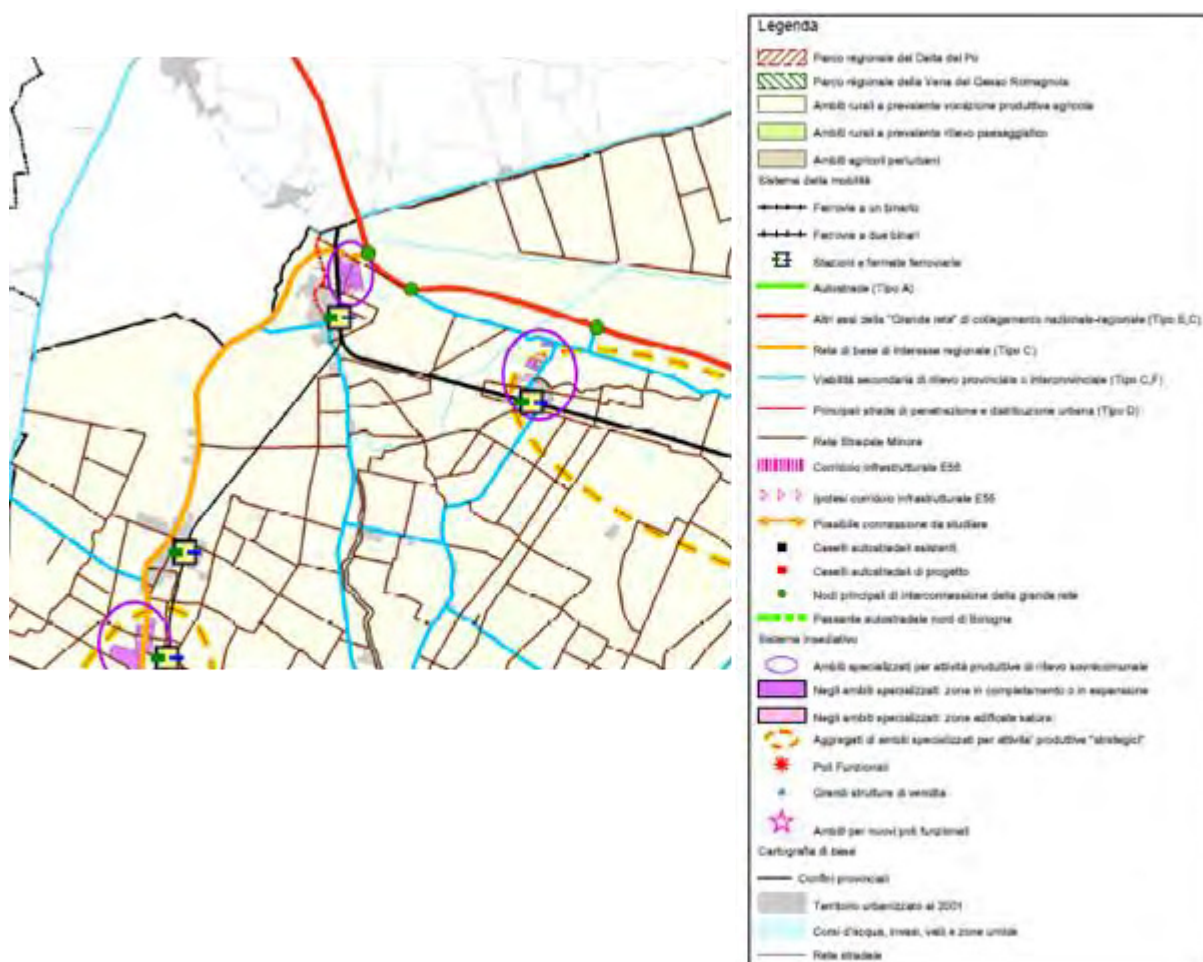 Legenda
Parco regionale del Delta del Po
Parco regionale della Vena del Gesso Romagnola
Ambiti rurali a prevalente vocazione produttiva agricola
Ambiti rurali a prevalente rilievo paesaggistico
Ambiti agricoli periurbani
Sistema della mobilità
Ferrovie a un binario
Ferrovie a due binari
Stazioni e fermate ferroviarie
Autostrade (Tipo A)
Altri assi della "Grande rete" di collegamento nazionale-regionale (Tipo B,C)
Rete di base di interesse regionale (Tipo C)
Viabilità secondaria di rilievo provinciale o interprovinciale (Tipo C,F)
Principali strade di penetrazione e distribuzione urbana (Tipo D)
Rete Stradale Minore
Corridoio infrastrutturale E55
Ipotesi corridoio infrastrutturale E55
Possibile connessione da studiare
Caselli autostradali esistenti
Caselli autostradali di progetto
Nodi principali di interconnessione della grande rete
Passante autostradale nord di Bologna
Sistema insediativo
Ambiti specializzati per attività produttive di rilievo sovracomunale
Negli ambiti specializzati: zone in completamento o in espansione
Negli ambiti specializzati: zone edificate sature
Aggregati di ambiti specializzati per attivita' produttive "strategici"
Poli Funzionali
Grandi strutture di vendita
Ambiti per nuovi poli funzionali
Cartografia di base
Confini provinciali
Territorio urbanizzato al 2001
Corsi d'acqua, invasi, valli e zone umide
Rete stradale